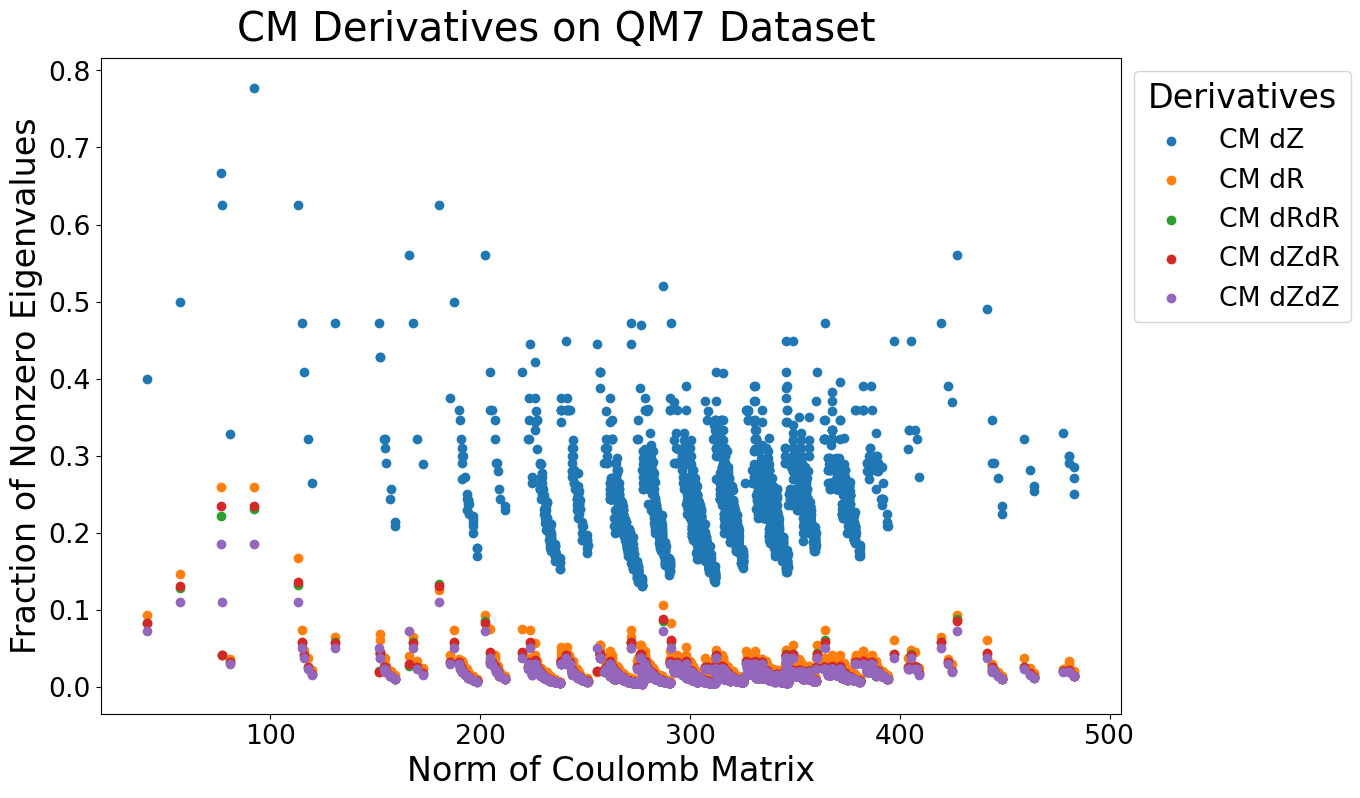 CM Derivatives on QM7 Dataset
Fraction of Nonzero Eigenvalues
0.8
0.7
0.6
0.5
0.4
0.3
0.2
0.1
0.0
100
200
300
400
500
Norm of Coulomb Matrix
Derivatives
CM dZ
CM dR
CM dRdR
CM dZdR
CM dZdZ